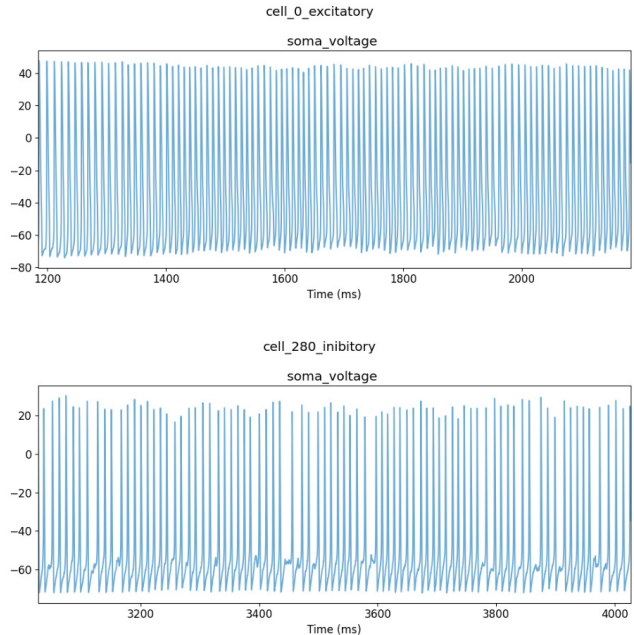 cell_0_excitatory
soma_voltage
40
20
0
−20
−40
−60
−80
1200 1400 1600 1800 2000
Time (ms)
cell_280_inibitory
soma_voltage
20
0
−20
−40
−60
3200 3400 3600 3800 4000
Time (ms)